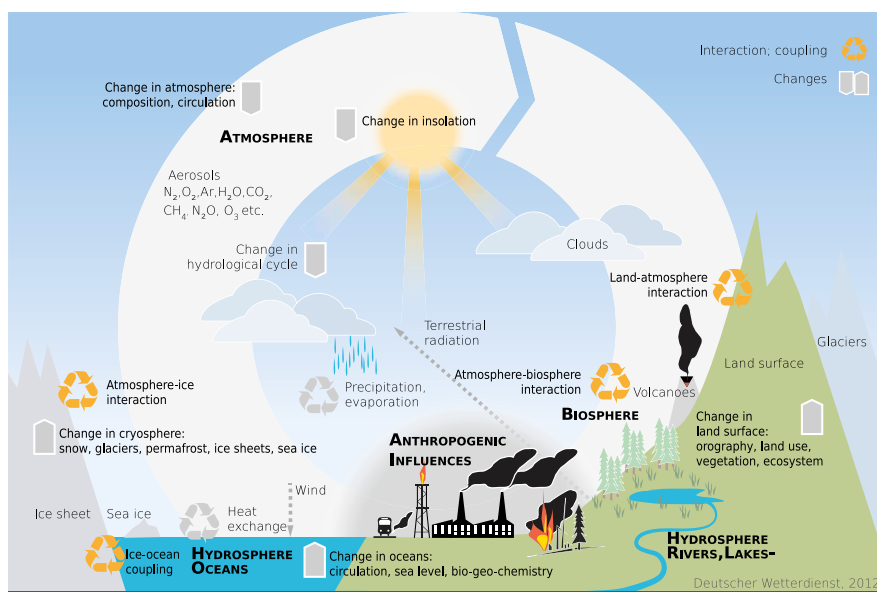 Interaction; coupling
Changes
Change in atmosphere:
composition, circulation
Change in insolation
ATMOSPHERE
Aerosols
N₂,O₂,Ar,H₂O,CO₂,
CH₄, N₂O, O₃ etc.
Change in
hydrological cycle
Clouds
Land-atmosphere
interaction
Terrestrial
radiation
Glaciers
Land surface
Atmosphere-ice
interaction
Precipitation,
evaporation
Atmosphere-biosphere
interaction
Volcanoes
BIOSPHERE
Change in
land surface:
orography, land use,
vegetation, ecosystem
Change in cryosphere:
snow, glaciers, permafrost, ice sheets, sea ice
ANTHROPOGENIC
INFLUENCES
Wind
Ice sheet
Sea ice
Heat
exchange
Ice-ocean
coupling
HYDROSPHERE
OCEANS
Change in oceans:
circulation, sea level, bio-geo-chemistry
HYDROSPHERE
RIVERS,LAKES-
Deutscher Wetterdienst, 2012